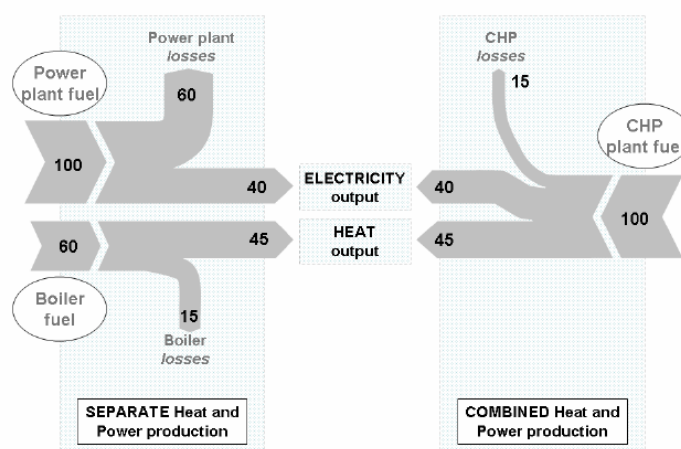 Power plant
losses
60
Power
plant fuel
100
40
60
45
Boiler
fuel
15
Boiler
losses
SEPARATE Heat and
Power production
ELECTRICITY
output
HEAT
output
CHP
losses
15
CHP
plant fuel
40
100
45
COMBINED Heat and
Power production